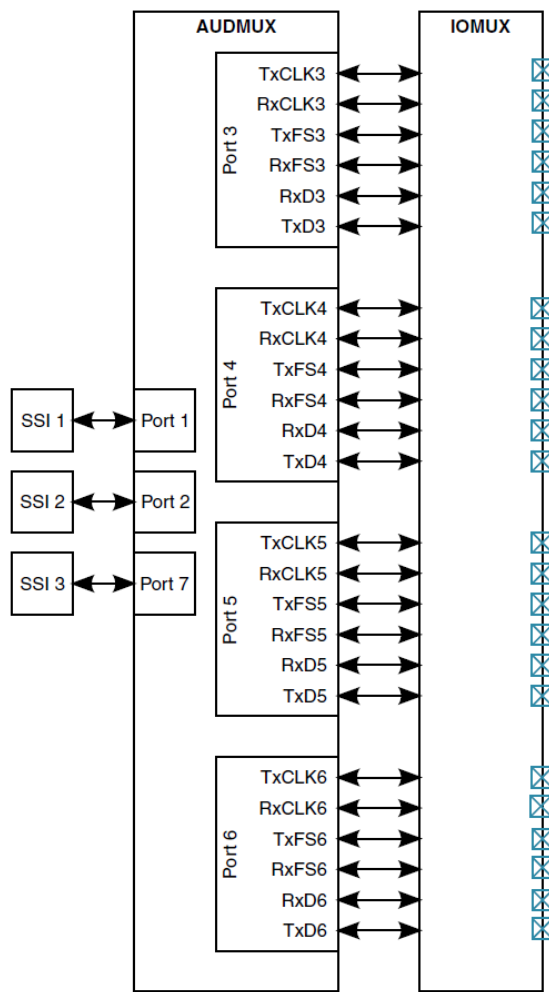 AUDMUX
IOMUX
Port 3
TxCLK3
RxCLK3
TxFS3
RxFS3
RxD3
TxD3
Port 4
TxCLK4
RxCLK4
TxFS4
RxFS4
RxD4
TxD4
SSI 1
Port 1
SSI 2
Port 2
SSI 3
Port 7
Port 5
TxCLK5
RxCLK5
TxFS5
RxFS5
RxD5
TxD5
Port 6
TxCLK6
RxCLK6
TxFS6
RxFS6
RxD6
TxD6